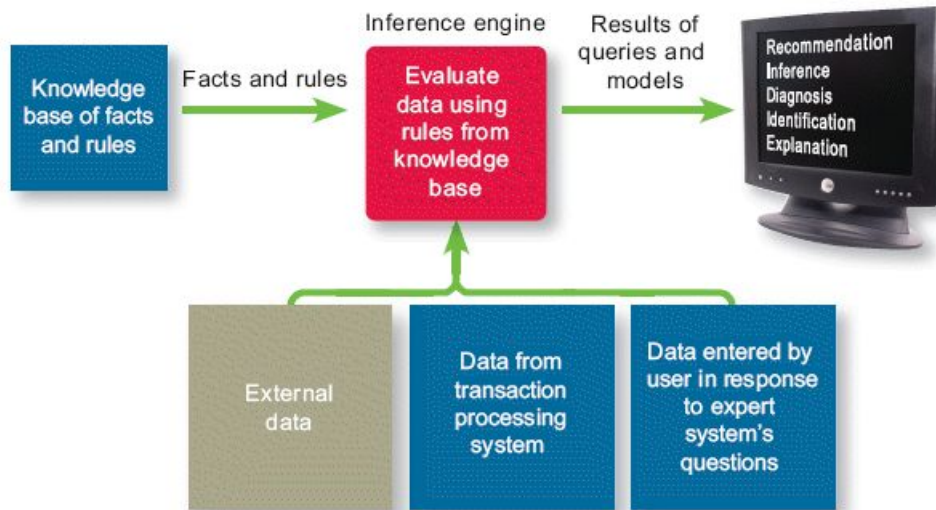 Knowledge
base of facts
and rules
Facts and rules
Inference engine
Evaluate
data using
rules from
knowledge
base
Results of
queries and
models
Recommendation
Inference
Diagnosis
Identification
Explanation
External
data
Data from
transaction
processing
system
Data entered by
user in response
to expert
system’s
questions